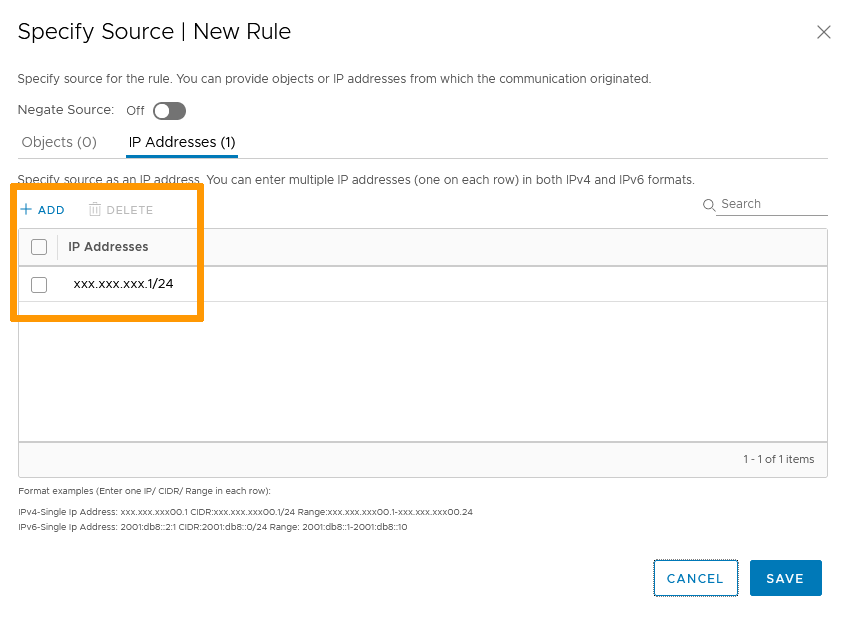 Specify Source | New Rule
Specify source for the rule. You can provide objects or IP addresses from which the communication originated.
Negate Source: Off
Objects (0) IP Addresses (1)
Specify source as an IP address. You can enter multiple IP addresses (one on each row) in both IPv4 and IPv6 formats.
+ ADD DELETE Search
IP Addresses
xxx.xxx.xxx.1/24
1 - 1 of 1 items
Format examples (Enter one IP/ CIDR/ Range in each row):
IPv4-Single Ip Address: xxx.xxx.xxx00.1 CIDR:xxx.xxx.xxx00.1/24 Range:xxx.xxx.xxx00.1-xxx.xxx.xxx00.24
IPv6-Single Ip Address: 2001:db8::2:1 CIDR:2001:db8::0/24 Range: 2001:db8::1-2001:db8::10
CANCEL SAVE